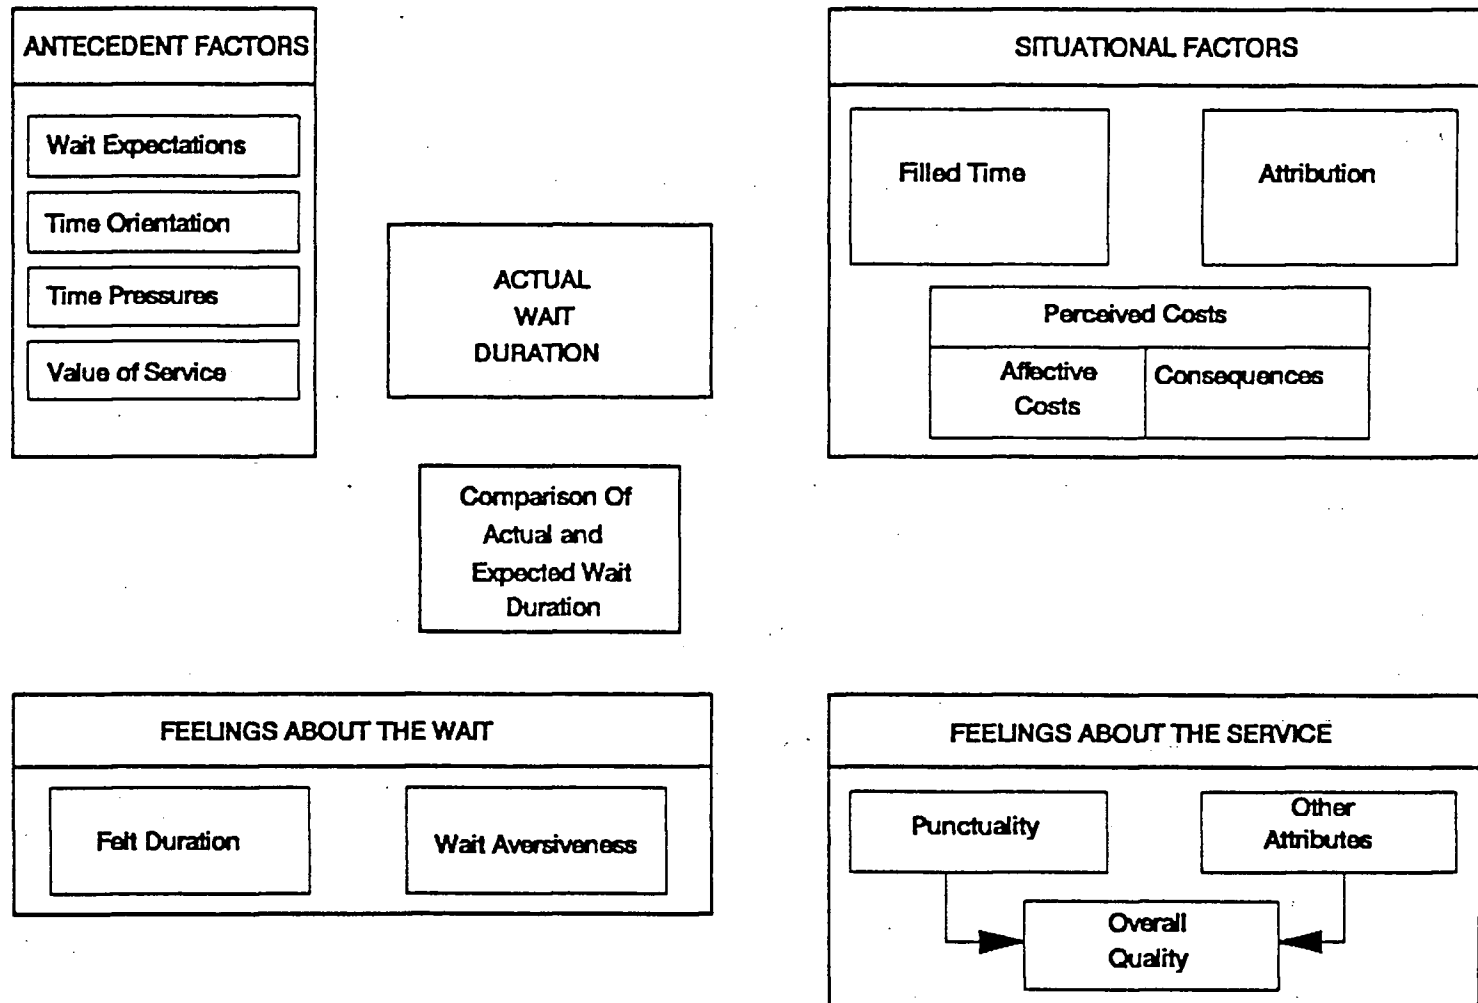 ANTECEDENT FACTORS
Wait Expectations
Time Orientation
Time Pressures
Value of Service
ACTUAL
WAIT
DURATION
Comparison Of
Actual and
Expected Wait
Duration
SITUATIONAL FACTORS
Filled Time
Attribution
Perceived Costs
Affective
Costs
Consequences
FEELINGS ABOUT THE WAIT
Felt Duration
Wait Aversiveness
FEELINGS ABOUT THE SERVICE
Punctuality
Other
Attributes
Overall
Quality